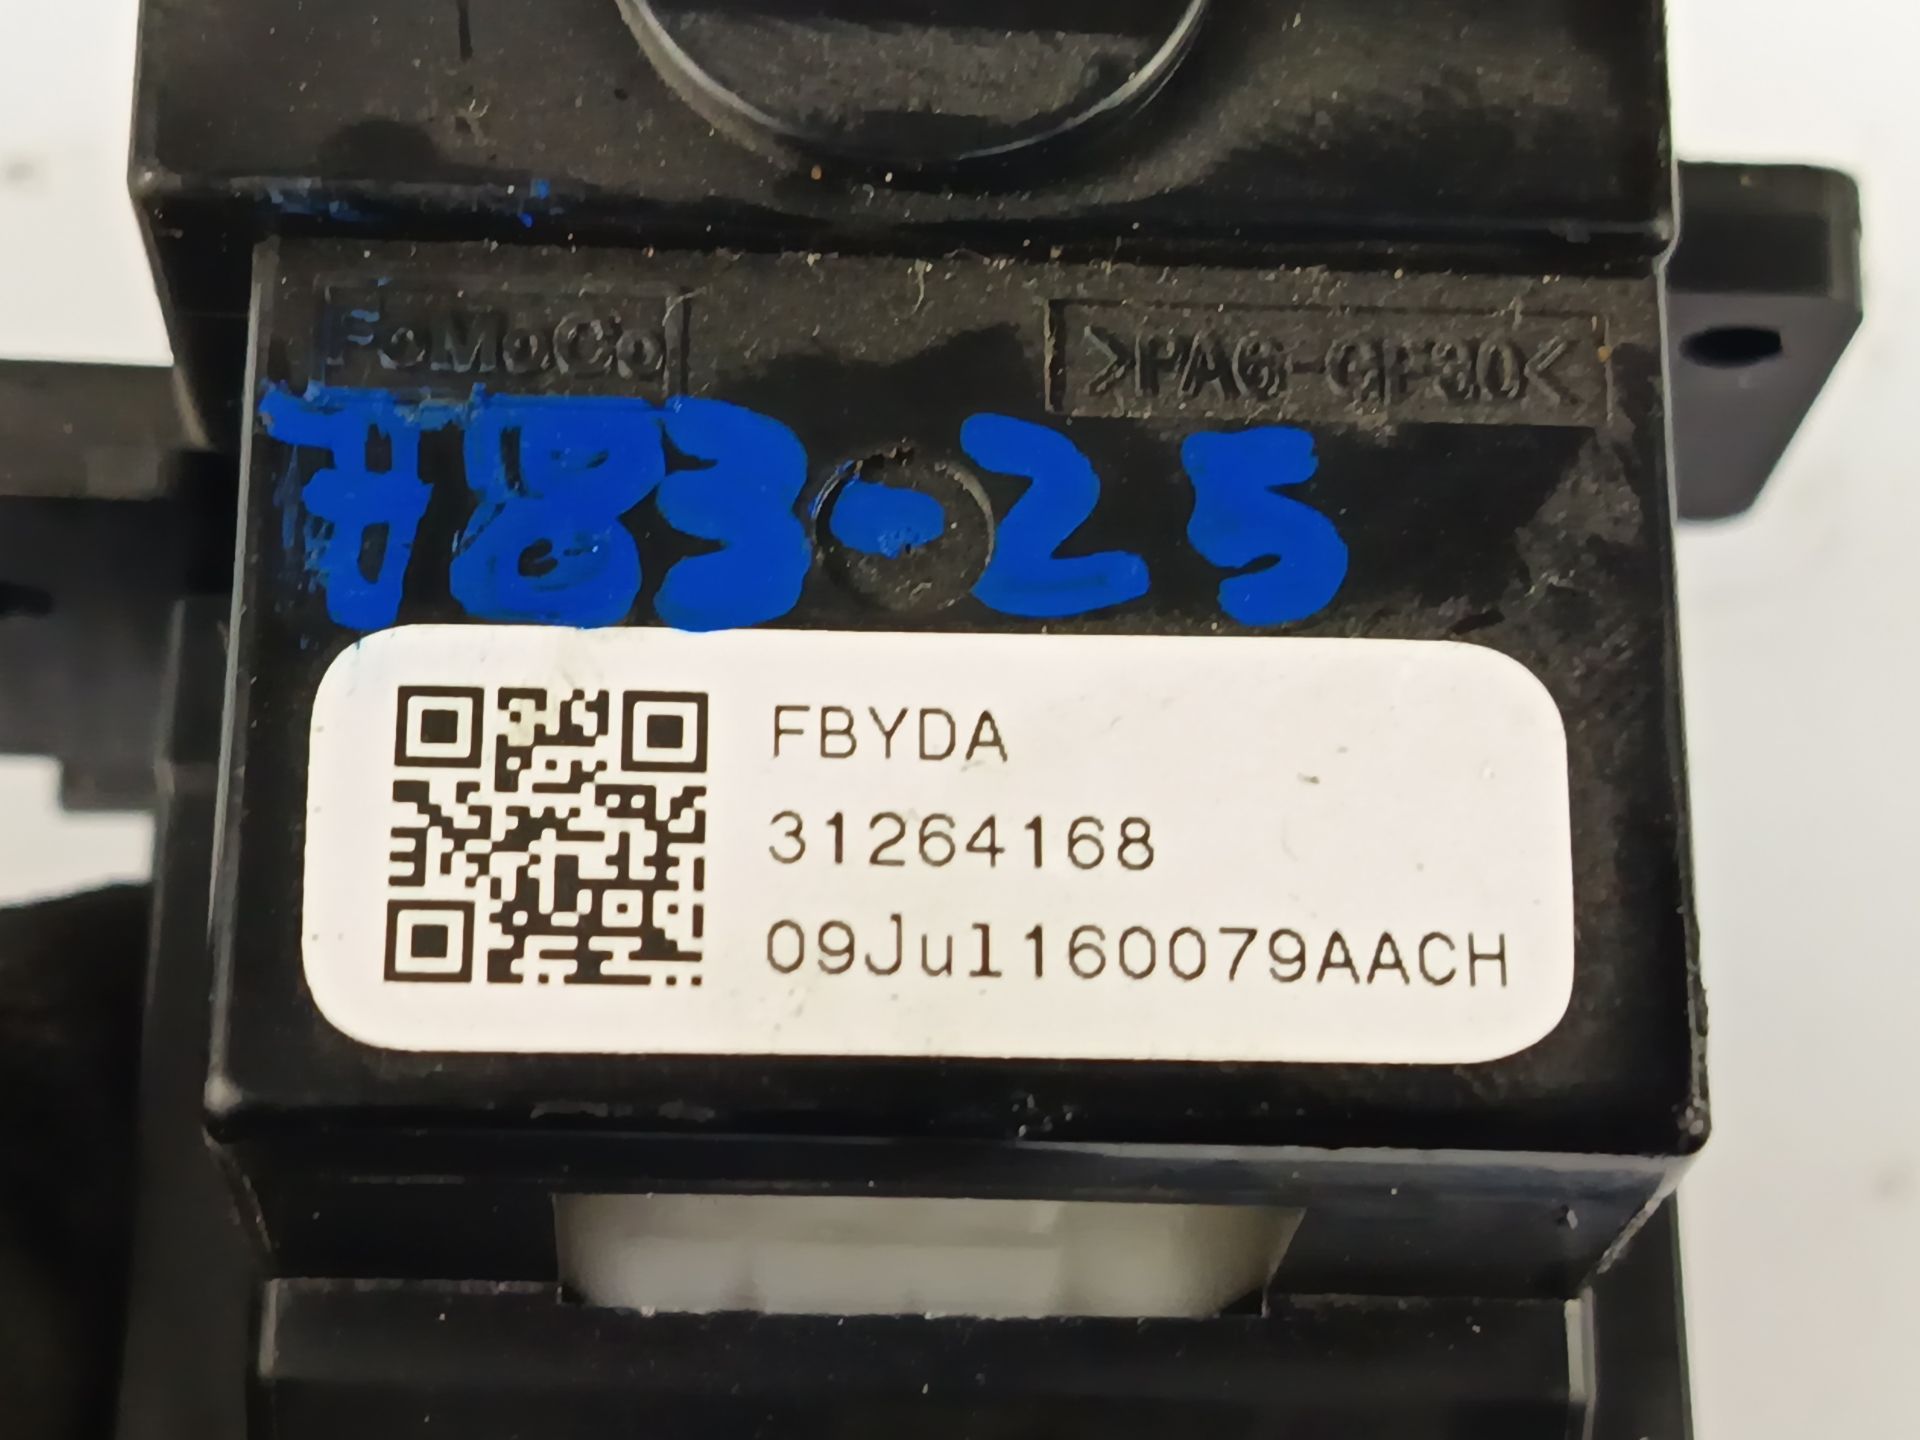 FoMoCo
>PA6-GF30<
#83-25
FBYDA
31264168
09Jul160079AACH